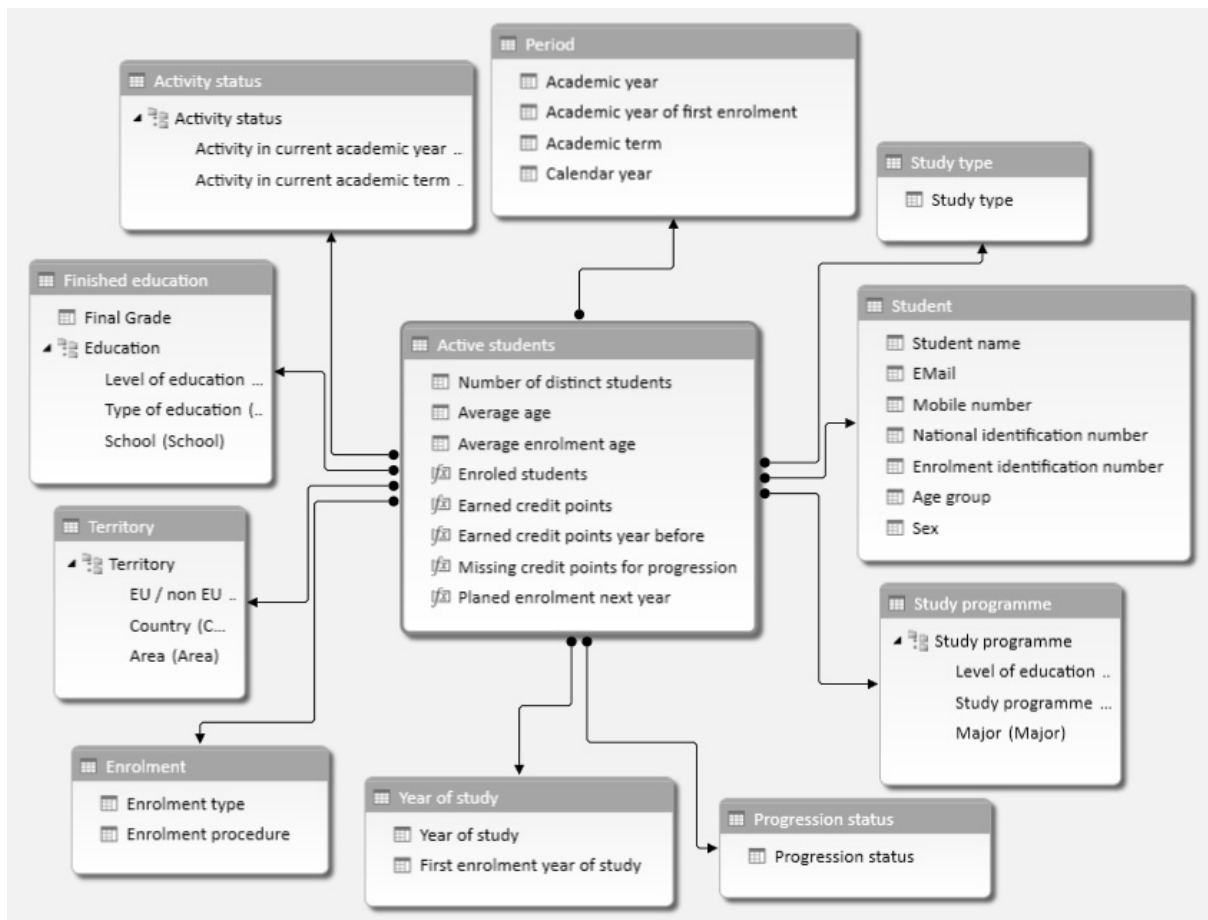 Period
Academic year
Academic year of first enrolment
Academic term
Calendar year
Activity status
Activity status
Activity in current academic year ..
Activity in current academic term ..
Study type
Study type
Finished education
Final Grade
Education
Level of education ...
Type of education (..
School (School)
Active students
Number of distinct students
Average age
Average enrolment age
Enroled students
Earned credit points
Earned credit points year before
Missing credit points for progression
Planed enrolment next year
Student
Student name
EMail
Mobile number
National identification number
Enrolment identification number
Age group
Sex
Territory
Territory
EU / non EU ..
Country (C...
Area (Area)
Study programme
Study programme
Level of education ..
Study programme ...
Major (Major)
Enrolment
Enrolment type
Enrolment procedure
Year of study
Year of study
First enrolment year of study
Progression status
Progression status